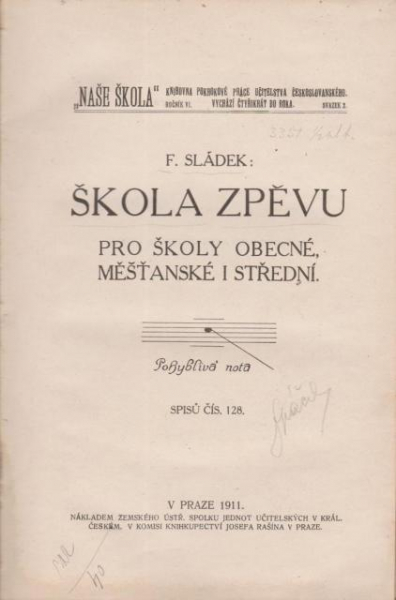 „NAŠE ŠKOLA“ KNIHOVNA POKROKOVÉ PRÁCE UČITELSTVA ČESKOSLOVANSKÉHO.
ROČNÍK VI. VYCHÁZÍ ČTYŘIKRÁT DO ROKA. SVAZEK 2.
F. SLÁDEK:
ŠKOLA ZPĚVU
PRO ŠKOLY OBECNÉ,
MĚŠŤANSKÉ I STŘEDNÍ.
Pohyblivá nota
SPISŮ ČÍS. 128.
V PRAZE 1911.
NÁKLADEM ZEMSKÉHO ÚSTŘ. SPOLKU JEDNOT UČITELSKÝCH V KRÁL.
ČESKÉM. V KOMISI KNIHKUPECTVÍ JOSEFA RAŠÍNA V PRAZE.